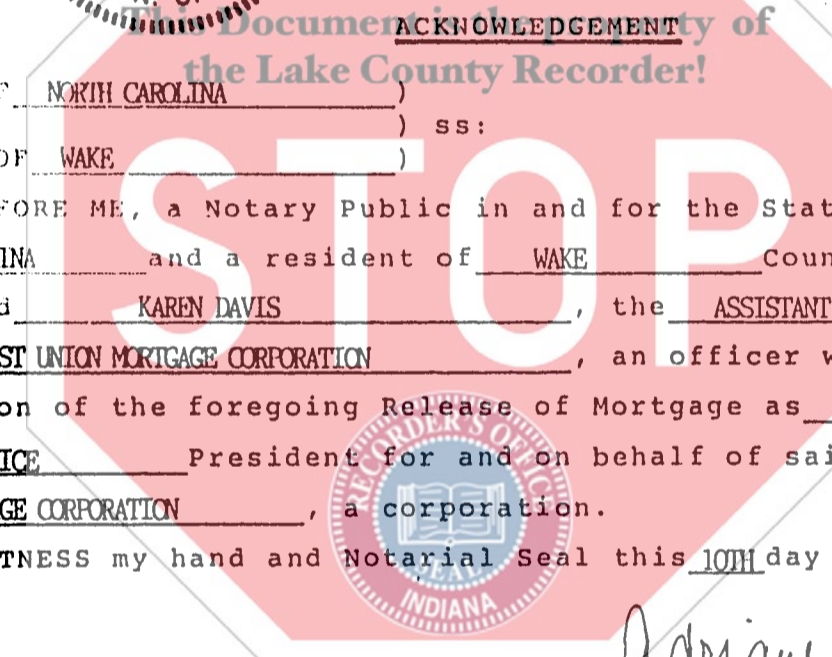 This Document is the property of
ACKNOWLEDGEMENT
the Lake County Recorder!
NORTH CAROLINA )
) ss:
OF WAKE )
FORE ME, a Notary Public in and for the Stat
INA and a resident of WAKE Coun
d KAREN DAVIS, the ASSISTANT
ST UNION MORTGAGE CORPORATION, an officer w
on of the foregoing Release of Mortgage as
ICE President for and on behalf of sai
GE CORPORATION, a corporation.
TNESS my hand and Notarial Seal this 10TH day
STOP
RECORDER'S OFFICE
SEAL
INDIANA